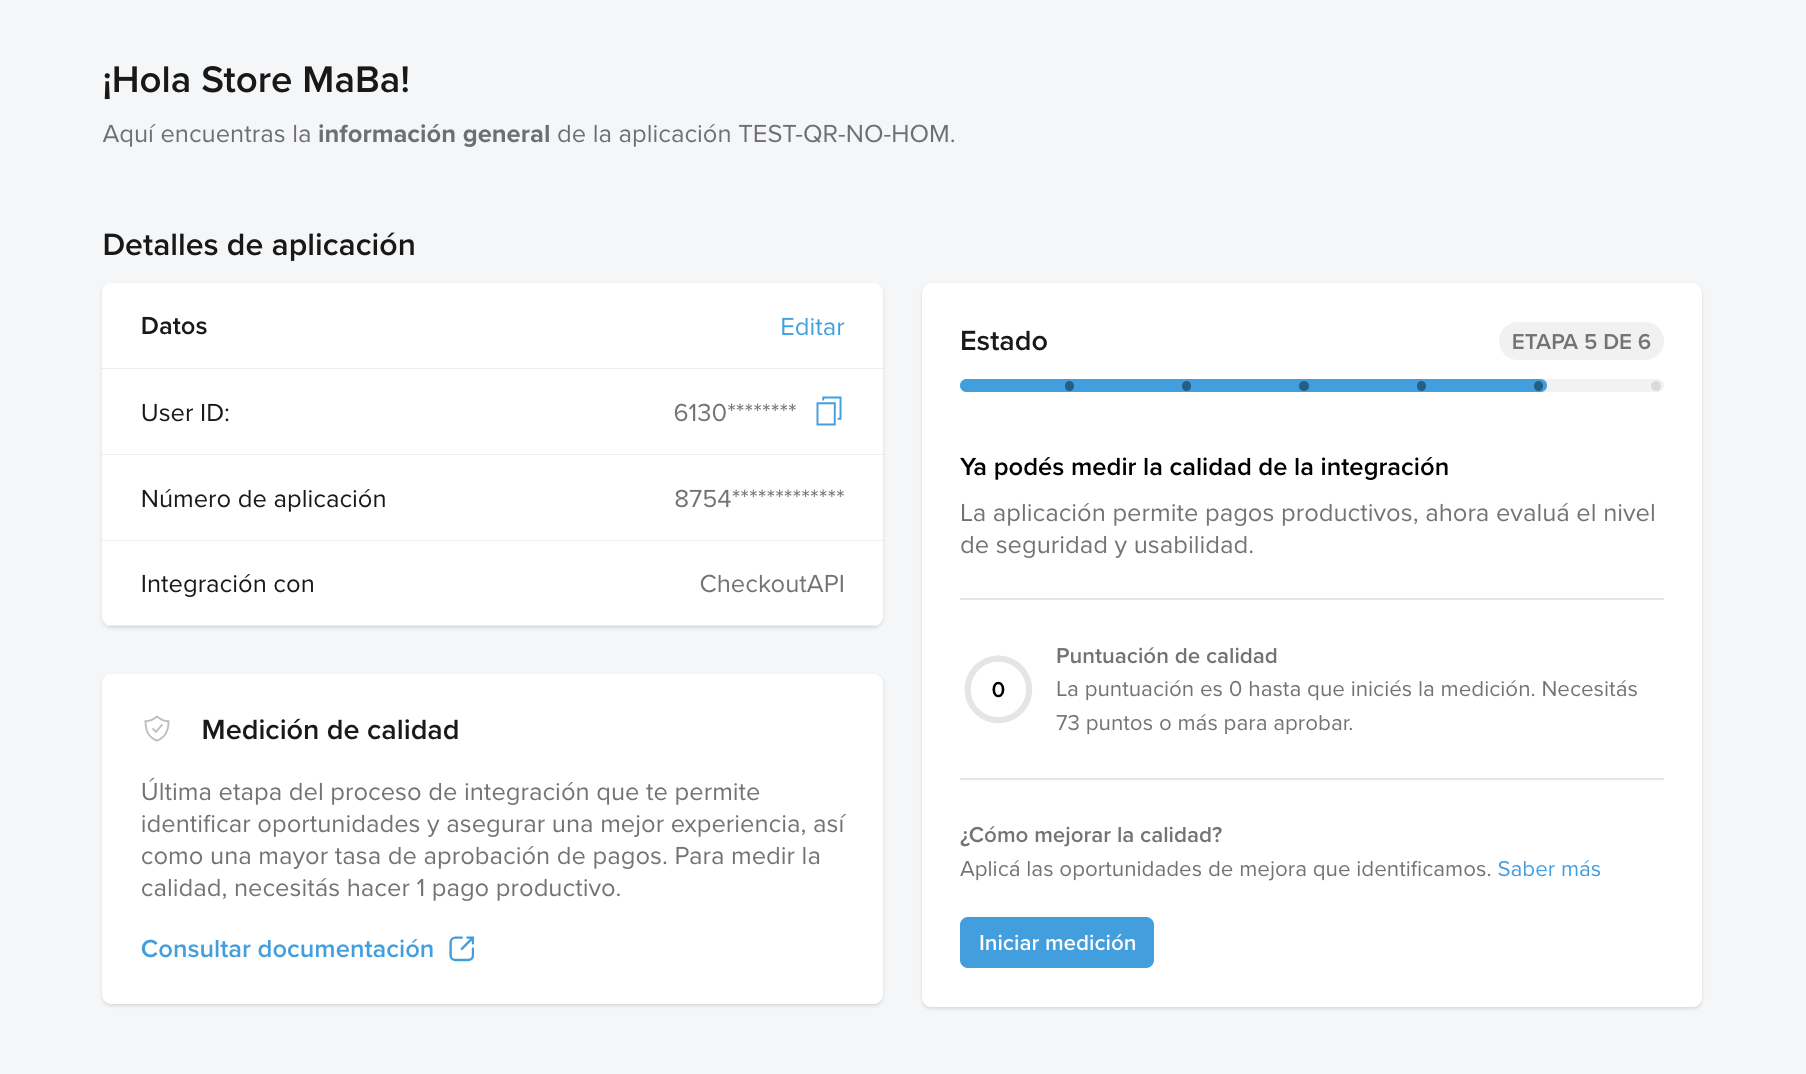 ¡Hola Store MaBa!
Aquí encuentras la información general de la aplicación TEST-QR-NO-HOM.
Detalles de aplicación
Datos
Editar
User ID:
6130********
Número de aplicación
8754*************
Integración con
CheckoutAPI
Medición de calidad
Última etapa del proceso de integración que te permite
identificar oportunidades y asegurar una mejor experiencia, así
como una mayor tasa de aprobación de pagos. Para medir la
calidad, necesitás hacer 1 pago productivo.
Consultar documentación
Estado
ETAPA 5 DE 6
Ya podés medir la calidad de la integración
La aplicación permite pagos productivos, ahora evaluá el nivel
de seguridad y usabilidad.
0
Puntuación de calidad
La puntuación es 0 hasta que iniciés la medición. Necesitás
73 puntos o más para aprobar.
¿Cómo mejorar la calidad?
Aplicá las oportunidades de mejora que identificamos. Saber más
Iniciar medición